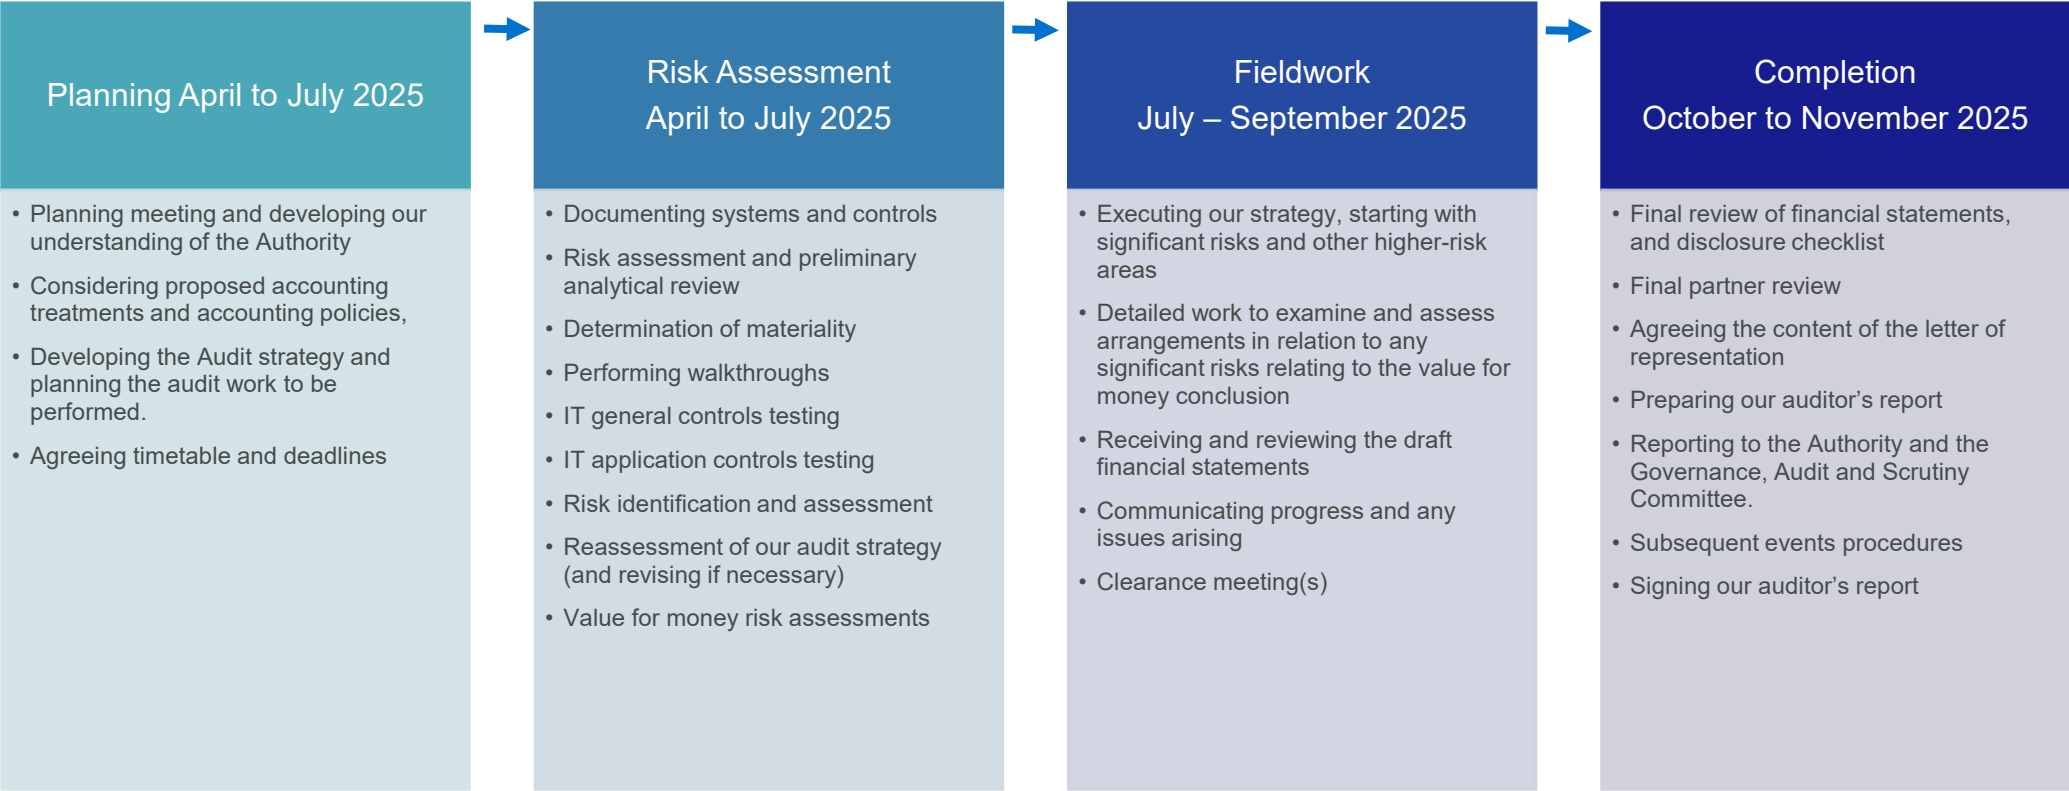 Planning April to July 2025
• Planning meeting and developing our
understanding of the Authority
• Considering proposed accounting
treatments and accounting policies,
• Developing the Audit strategy and
planning the audit work to be
performed.
• Agreeing timetable and deadlines
Risk Assessment
April to July 2025
• Documenting systems and controls
• Risk assessment and preliminary
analytical review
• Determination of materiality
• Performing walkthroughs
• IT general controls testing
• IT application controls testing
• Risk identification and assessment
• Reassessment of our audit strategy
(and revising if necessary)
• Value for money risk assessments
Fieldwork
July – September 2025
• Executing our strategy, starting with
significant risks and other higher-risk
areas
• Detailed work to examine and assess
arrangements in relation to any
significant risks relating to the value for
money conclusion
• Receiving and reviewing the draft
financial statements
• Communicating progress and any
issues arising
• Clearance meeting(s)
Completion
October to November 2025
• Final review of financial statements,
and disclosure checklist
• Final partner review
• Agreeing the content of the letter of
representation
• Preparing our auditor’s report
• Reporting to the Authority and the
Governance, Audit and Scrutiny
Committee.
• Subsequent events procedures
• Signing our auditor’s report